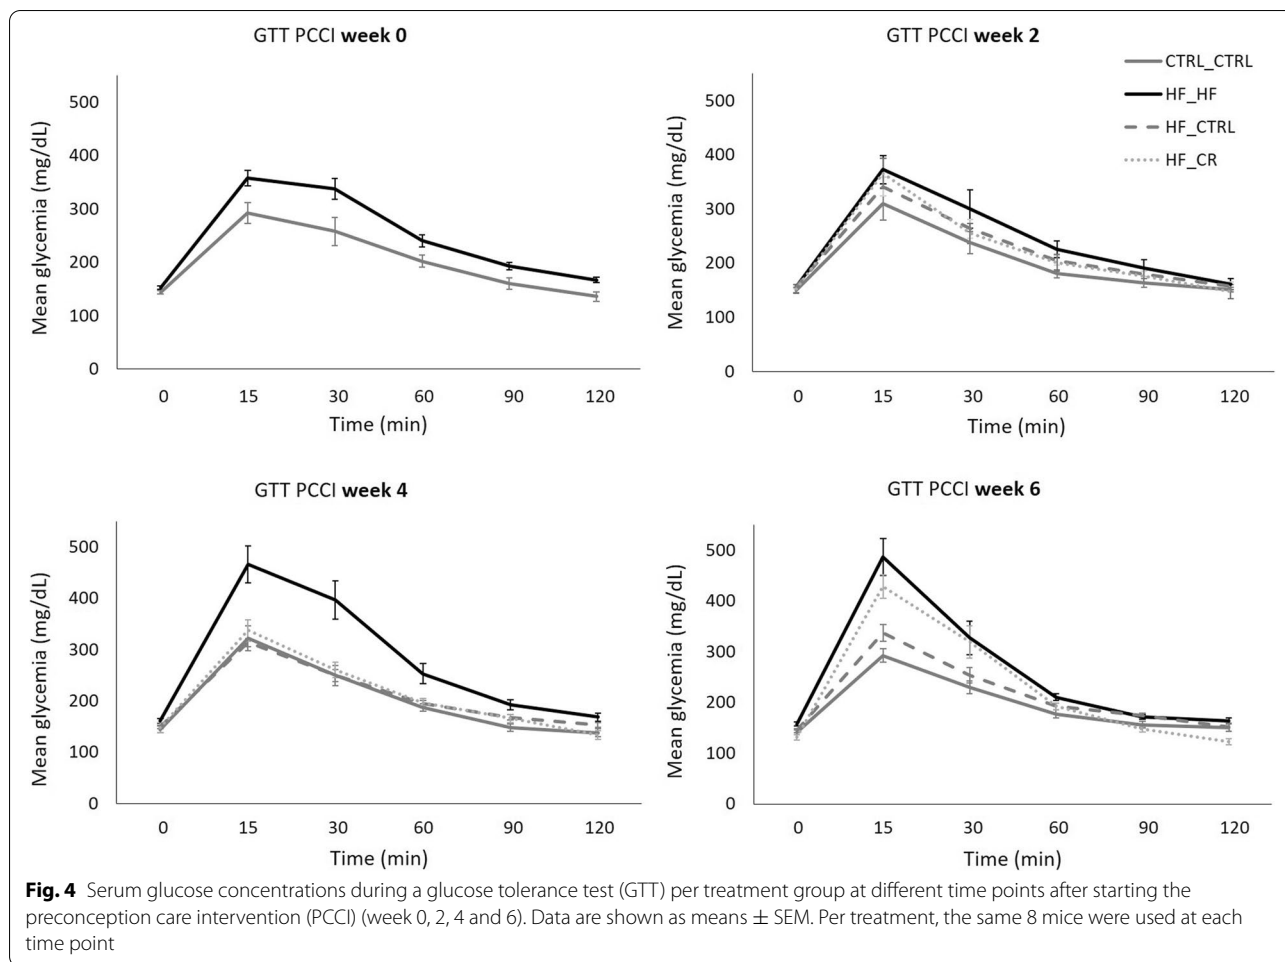 GTT PCCI week 0
Mean glycemia (mg/dL)
500
400
300
200
100
0
0 15 30 60 90 120
Time (min)
GTT PCCI week 2
CTRL_CTRL
HF_HF
HF_CTRL
HF_CR
Mean glycemia (mg/dL)
500
400
300
200
100
0
0 15 30 60 90 120
Time (min)
GTT PCCI week 4
Mean glycemia (mg/dL)
500
400
300
200
100
0
0 15 30 60 90 120
Time (min)
GTT PCCI week 6
Mean glycemia (mg/dL)
500
400
300
200
100
0
0 15 30 60 90 120
Time (min)
Fig. 4 Serum glucose concentrations during a glucose tolerance test (GTT) per treatment group at different time points after starting the
preconception care intervention (PCCI) (week 0, 2, 4 and 6). Data are shown as means ± SEM. Per treatment, the same 8 mice were used at each
time point